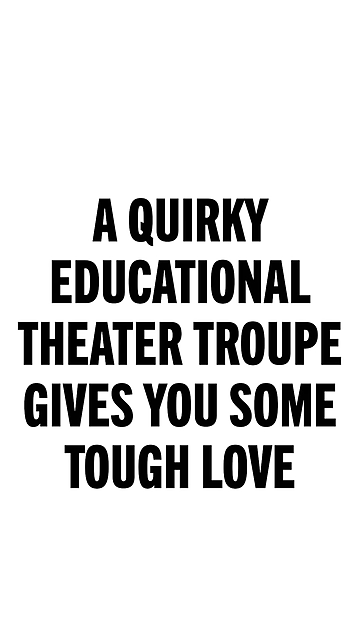 A QUIRKY
EDUCATIONAL
THEATER TROUPE
GIVES YOU SOME
TOUGH LOVE